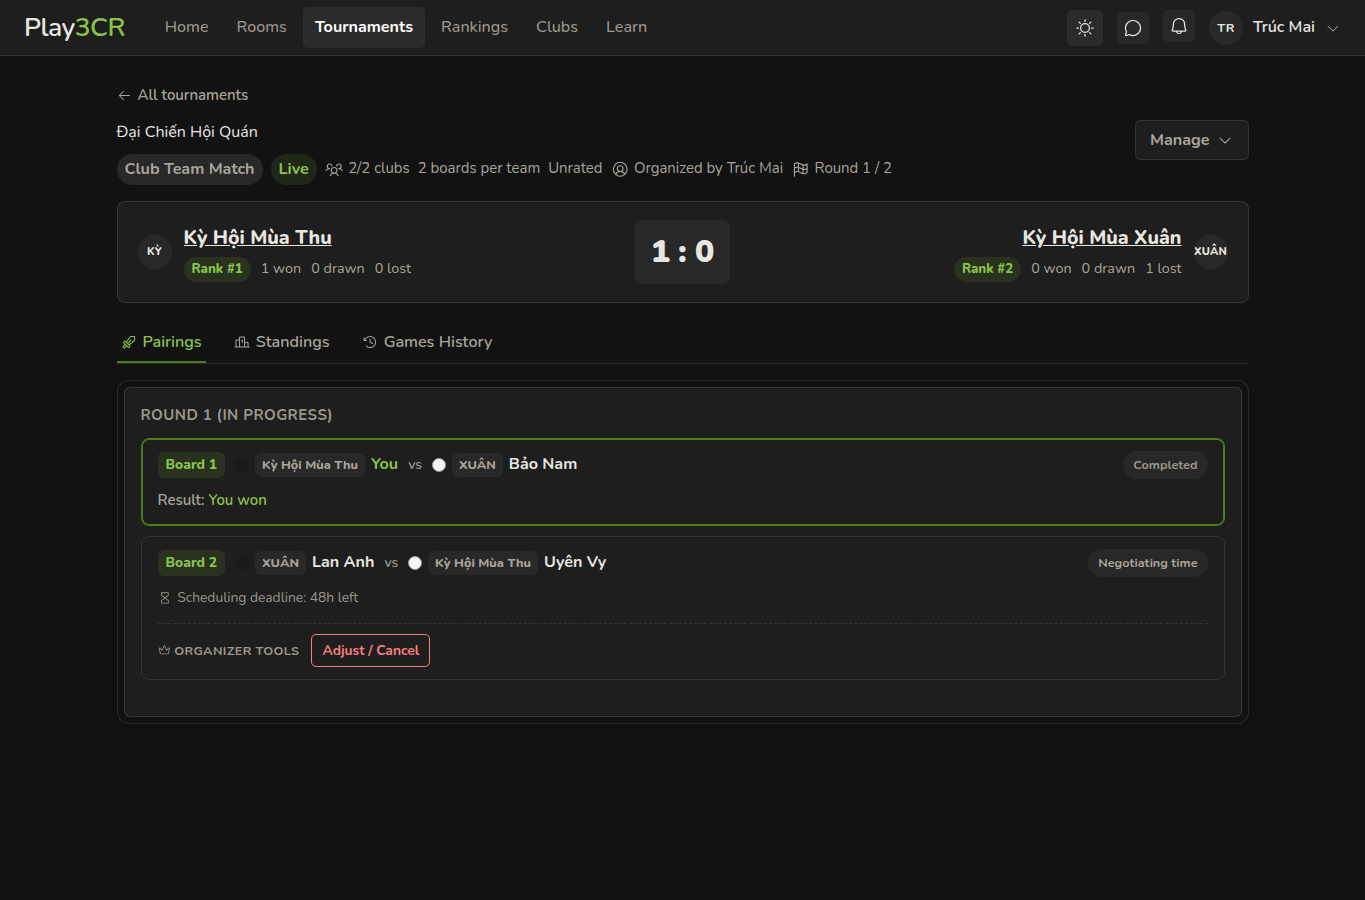 Play3CR Home Rooms Tournaments Rankings Clubs Learn TR Trúc Mai
All tournaments
Đại Chiến Hội Quán
Manage
Club Team Match Live 2/2 clubs 2 boards per team Unrated Organized by Trúc Mai Round 1 / 2
KỲ Kỳ Hội Mùa Thu 1 : 0 Kỳ Hội Mùa Xuân XUÂN
Rank #1 1 won 0 drawn 0 lost Rank #2 0 won 0 drawn 1 lost
Pairings Standings Games History
ROUND 1 (IN PROGRESS)
Board 1 Kỳ Hội Mùa Thu You vs XUÂN Bảo Nam Completed
Result: You won
Board 2 XUÂN Lan Anh vs Kỳ Hội Mùa Thu Uyên Vy Negotiating time
Scheduling deadline: 48h left
ORGANIZER TOOLS Adjust / Cancel